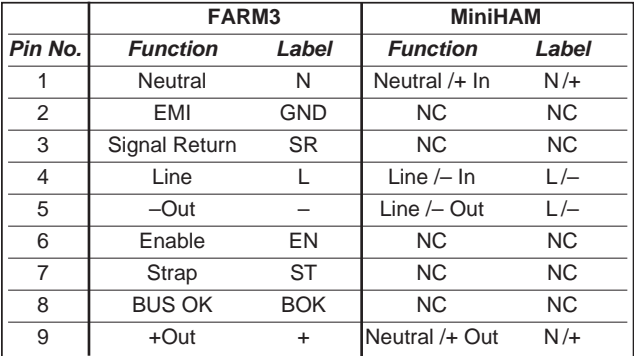 FARM3 MiniHAM
Pin No. Function Label Function Label
1 Neutral N Neutral /+ In N/+
2 EMI GND NC NC
3 Signal Return SR NC NC
4 Line L Line /– In L/–
5 –Out – Line /– Out L/–
6 Enable EN NC NC
7 Strap ST NC NC
8 BUS OK BOK NC NC
9 +Out + Neutral /+ Out N/+